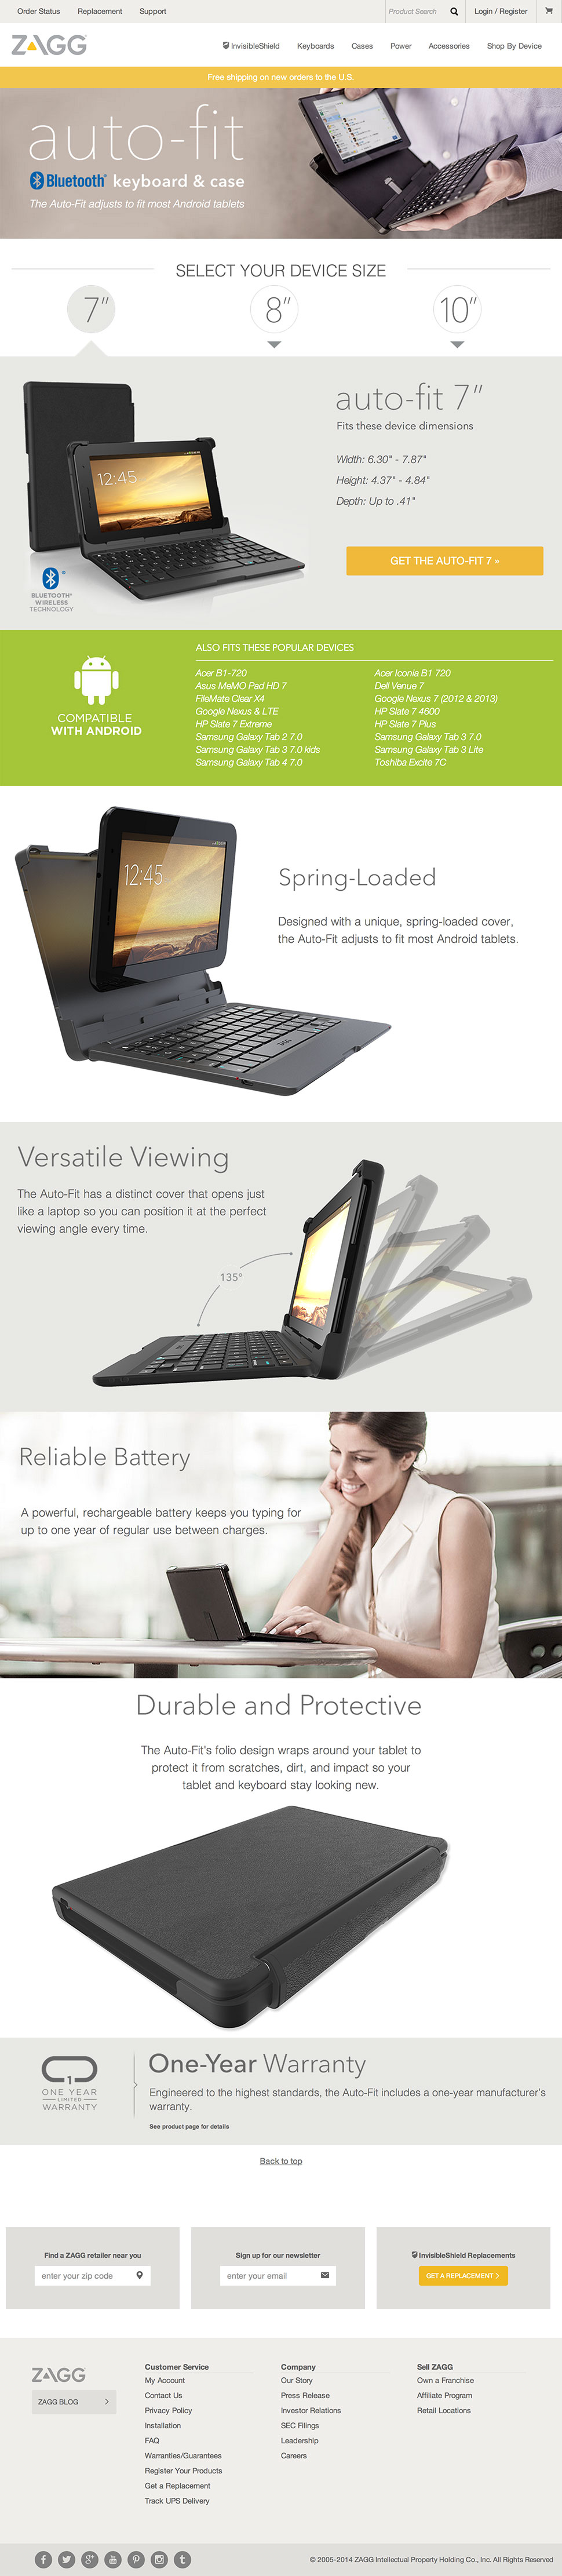 Order Status Replacement Support Product Search Login / Register
ZAGG
InvisibleShield Keyboards Cases Power Accessories Shop By Device
Free shipping on new orders to the U.S.
auto-fit
Bluetooth® keyboard & case
The Auto-Fit adjusts to fit most Android tablets
SELECT YOUR DEVICE SIZE
7" 8" 10"
auto-fit 7"
Fits these device dimensions
Width: 6.30" - 7.87"
Height: 4.37" - 4.84"
Depth: Up to .41"
GET THE AUTO-FIT 7 »
12:45
BLUETOOTH®
WIRELESS
TECHNOLOGY
COMPATIBLE
WITH ANDROID
ALSO FITS THESE POPULAR DEVICES
Acer B1-720
Asus MeMO Pad HD 7
FileMate Clear X4
Google Nexus & LTE
HP Slate 7 Extreme
Samsung Galaxy Tab 2 7.0
Samsung Galaxy Tab 3 7.0 kids
Samsung Galaxy Tab 4 7.0
Acer Iconia B1 720
Dell Venue 7
Google Nexus 7 (2012 & 2013)
HP Slate 7 4600
HP Slate 7 Plus
Samsung Galaxy Tab 3 7.0
Samsung Galaxy Tab 3 Lite
Toshiba Excite 7C
12:45
Spring-Loaded
Designed with a unique, spring-loaded cover,
the Auto-Fit adjusts to fit most Android tablets.
Versatile Viewing
The Auto-Fit has a distinct cover that opens just
like a laptop so you can position it at the perfect
viewing angle every time.
135°
Reliable Battery
A powerful, rechargeable battery keeps you typing for
up to one year of regular use between charges.
Durable and Protective
The Auto-Fit's folio design wraps around your tablet to
protect it from scratches, dirt, and impact so your
tablet and keyboard stay looking new.
1
ONE YEAR
LIMITED
WARRANTY
One-Year Warranty
Engineered to the highest standards, the Auto-Fit includes a one-year manufacturer's
warranty.
See product page for details
Back to top
Find a ZAGG retailer near you
enter your zip code
Sign up for our newsletter
enter your email
InvisibleShield Replacements
GET A REPLACEMENT >
ZAGG
ZAGG BLOG >
Customer Service
My Account
Contact Us
Privacy Policy
Installation
FAQ
Warranties/Guarantees
Register Your Products
Get a Replacement
Track UPS Delivery
Company
Our Story
Press Release
Investor Relations
SEC Filings
Leadership
Careers
Sell ZAGG
Own a Franchise
Affiliate Program
Retail Locations
© 2005-2014 ZAGG Intellectual Property Holding Co., Inc. All Rights Reserved